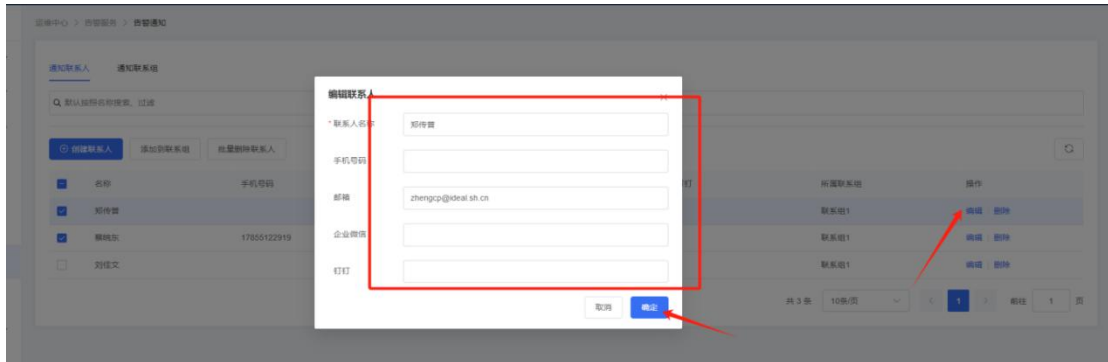 运维中心 > 告警服务 > 告警通知
通知联系人 通知联系组
默认按照名称搜索、过滤
编辑联系人
* 联系人名称 郑传普
手机号码
邮箱 zhengcp@ideal.sh.cn
企业微信
钉钉
取消 确定
创建联系人 添加到联系组 批量删除联系人
名称 手机号码 钉 所属联系组 操作
郑传普 联系组1 编辑 删除
17855122919 联系组1 编辑 删除
刘佳文 联系组1 编辑 删除
共 3 条 10条/页 1 前往 1 页